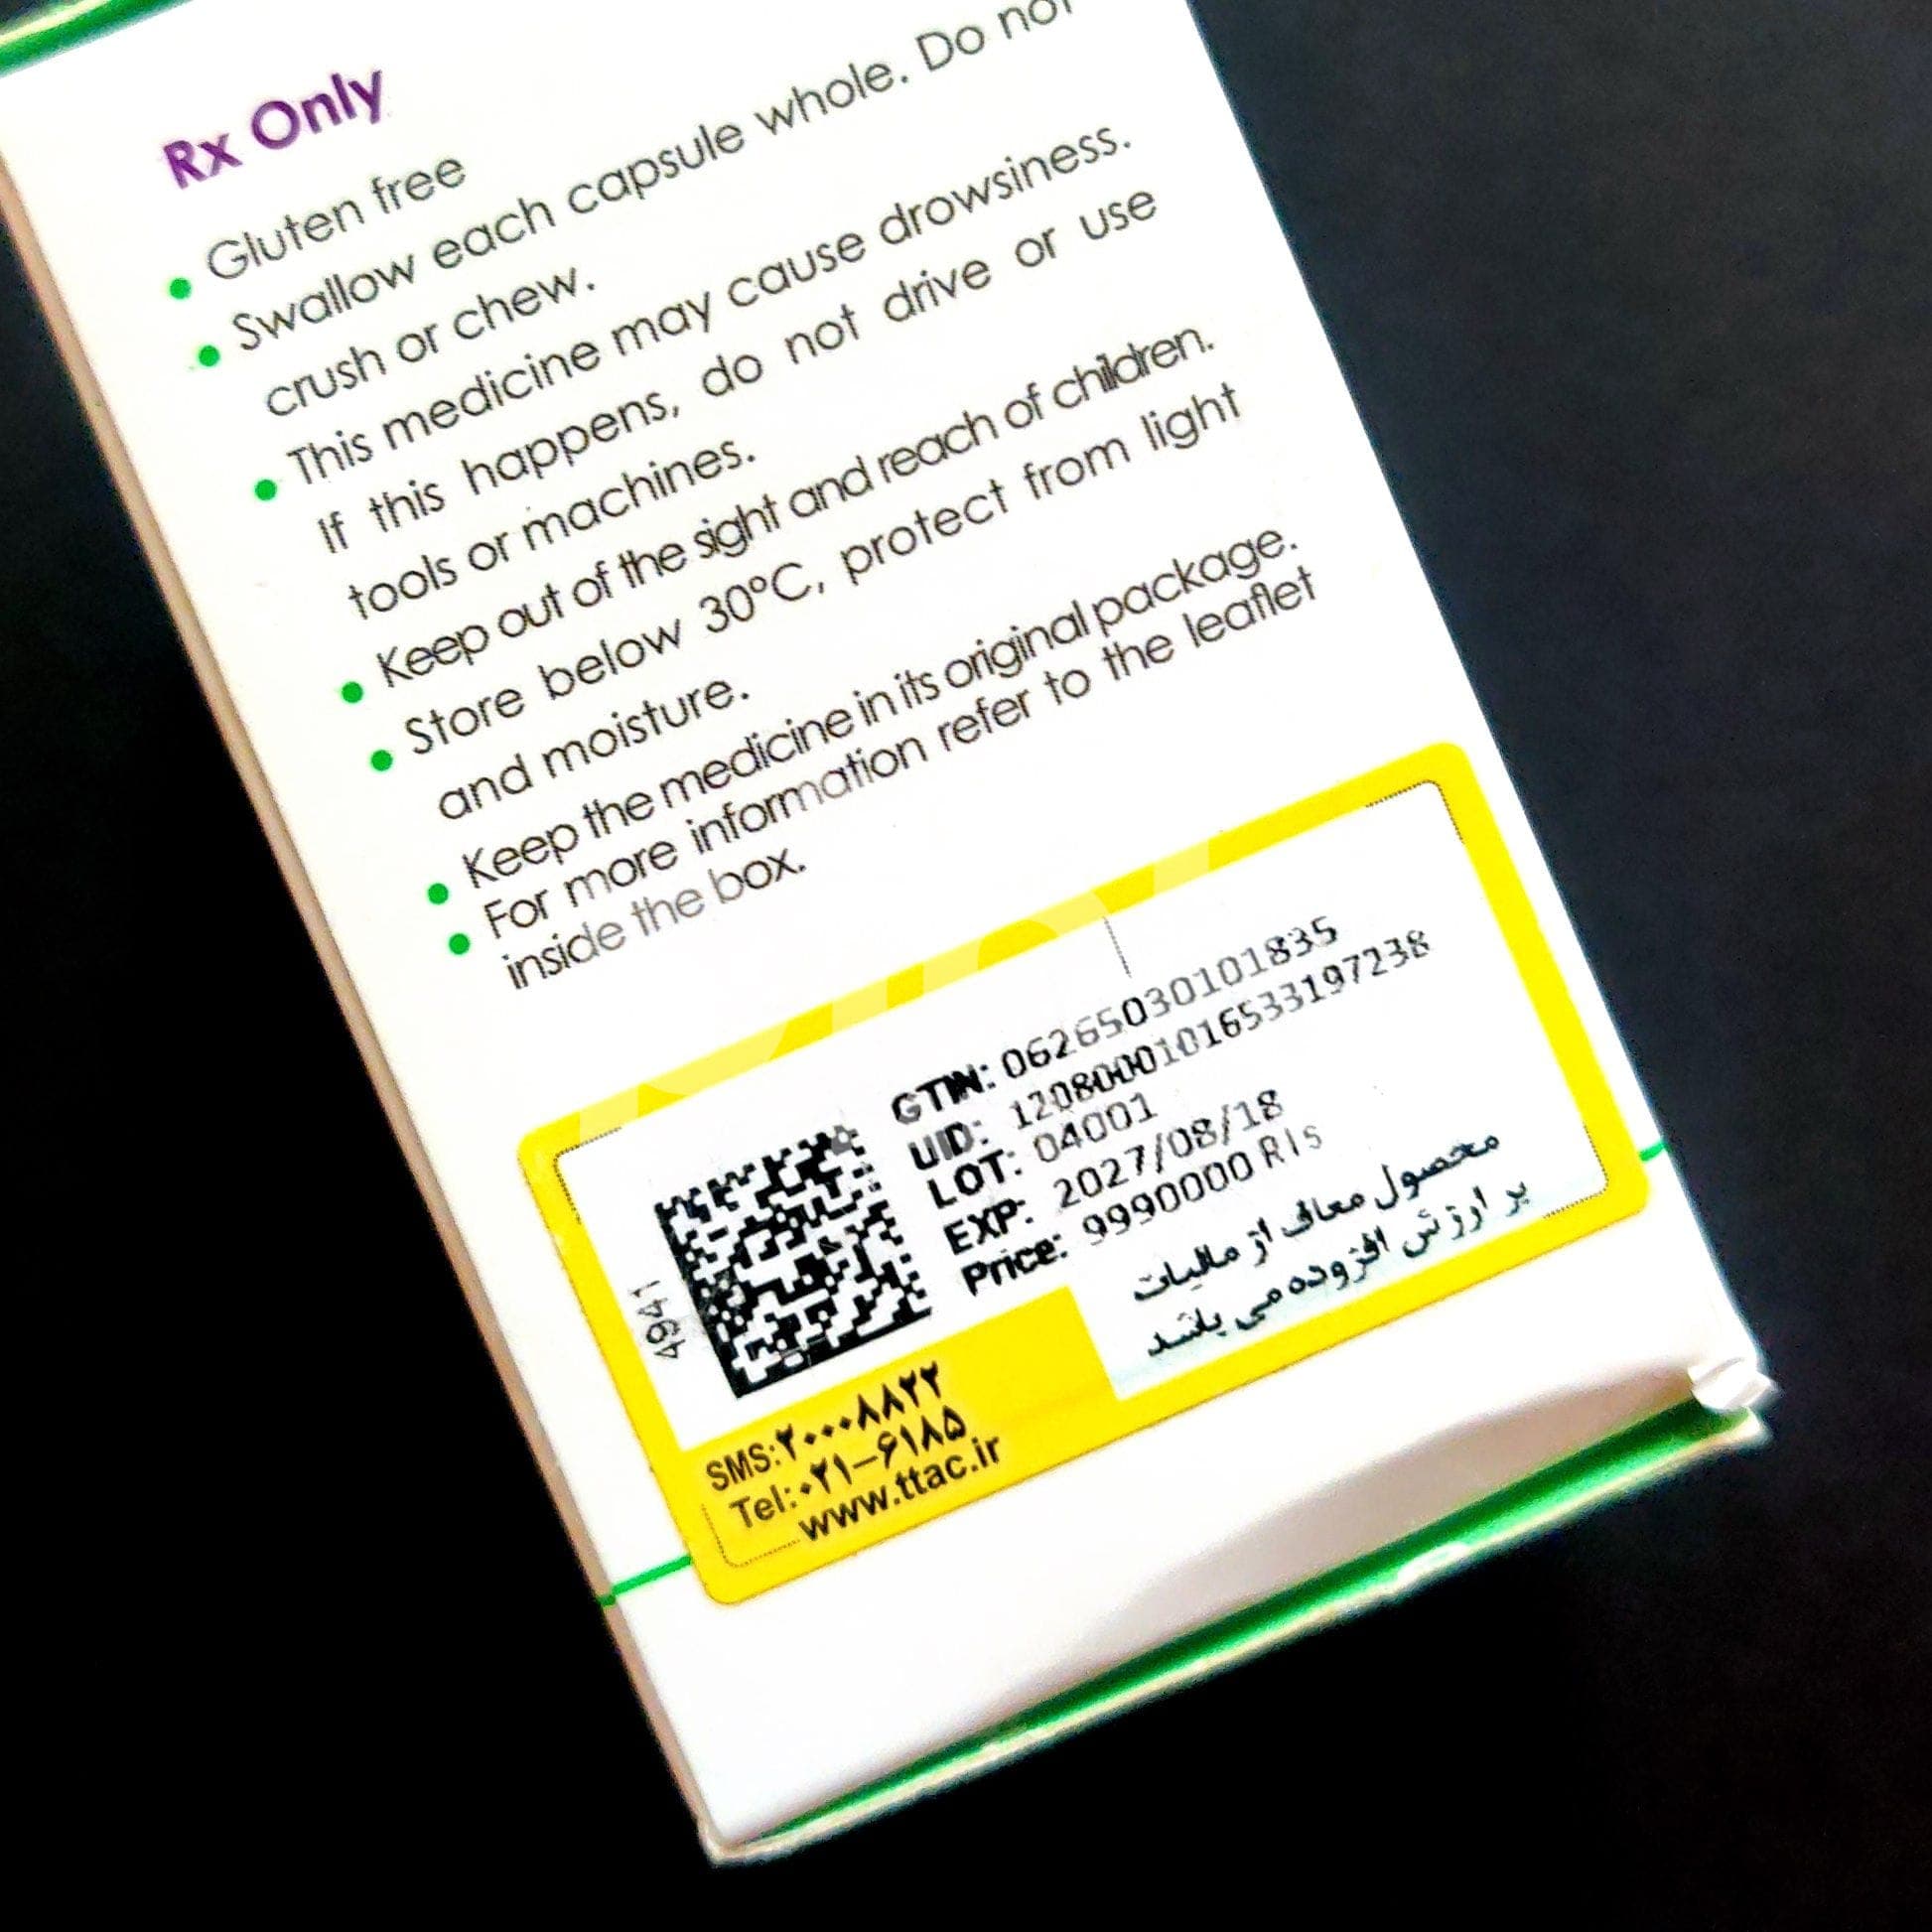 Rx Only
• Gluten free
• Swallow each capsule whole. Do not
crush or chew.
• This medicine may cause drowsiness.
If this happens, do not drive or use
tools or machines.
• Keep out of the sight and reach of children.
• Store below 30°C, protect from light
and moisture.
• Keep the medicine in its original package.
• For more information refer to the leaflet
inside the box.
GTIN: 06265030101835
UID: 12080001016533197238
LOT: 04001
EXP: 2027/08/18
Price: 9990000 Rls
محصول معاف از مالیات
بر ارزش افزوده می باشد
4941
SMS:۲۰۰۰۸۸۲۲
Tel:۰۲۱–۶۱۸۵
www.ttac.ir